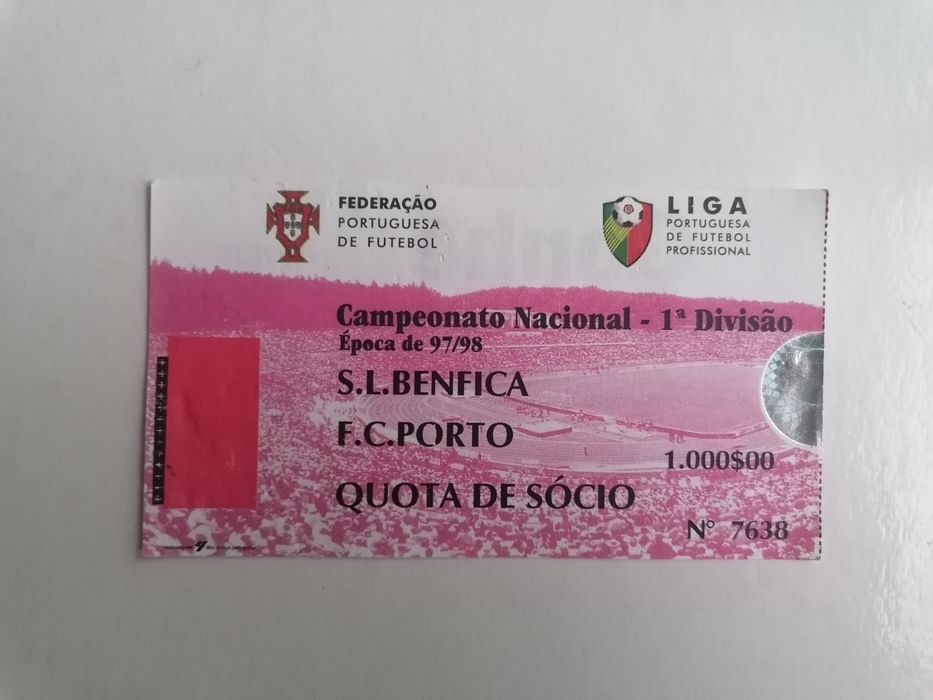 FEDERAÇÃO
PORTUGUESA
DE FUTEBOL
LIGA
PORTUGUESA
DE FUTEBOL
PROFISSIONAL
Campeonato Nacional - 1ª Divisão
Época de 97/98
S.L.BENFICA
F.C.PORTO
1.000$00
QUOTA DE SÓCIO
N° 7638